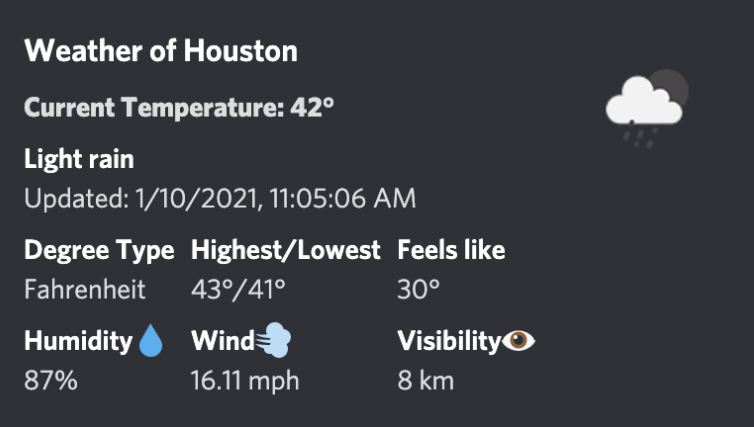 Weather of Houston
Current Temperature: 42°
Light rain
Updated: 1/10/2021, 11:05:06 AM
Degree Type Highest/Lowest Feels like
Fahrenheit 43°/41° 30°
Humidity💧 Wind💨 Visibility👁️
87% 16.11 mph 8 km